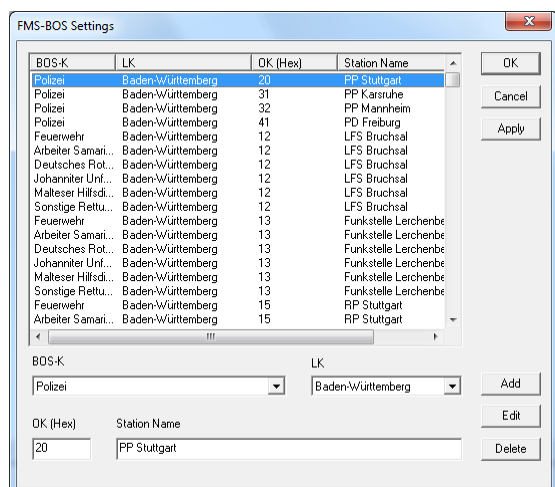 FMS-BOS Settings
BOS-K LK OK (Hex) Station Name
Polizei Baden-Württemberg 20 PP Stuttgart
Polizei Baden-Württemberg 31 PP Karsruhe
Polizei Baden-Württemberg 32 PP Mannheim
Polizei Baden-Württemberg 41 PD Freiburg
Feuerwehr Baden-Württemberg 12 LFS Bruchsal
Arbeiter Samari... Baden-Württemberg 12 LFS Bruchsal
Deutsches Rot... Baden-Württemberg 12 LFS Bruchsal
Johanniter Unf... Baden-Württemberg 12 LFS Bruchsal
Malteser Hilfsdi... Baden-Württemberg 12 LFS Bruchsal
Sonstige Rettu... Baden-Württemberg 12 LFS Bruchsal
Feuerwehr Baden-Württemberg 13 Funkstelle Lerchenbe
Arbeiter Samari... Baden-Württemberg 13 Funkstelle Lerchenbe
Deutsches Rot... Baden-Württemberg 13 Funkstelle Lerchenbe
Johanniter Unf... Baden-Württemberg 13 Funkstelle Lerchenbe
Malteser Hilfsdi... Baden-Württemberg 13 Funkstelle Lerchenbe
Sonstige Rettu... Baden-Württemberg 13 Funkstelle Lerchenbe
Feuerwehr Baden-Württemberg 15 RP Stuttgart
Arbeiter Samari... Baden-Württemberg 15 RP Stuttgart
OK
Cancel
Apply
BOS-K LK
Polizei Baden-Württemberg
Add
Edit
OK (Hex) Station Name
20 PP Stuttgart
Delete